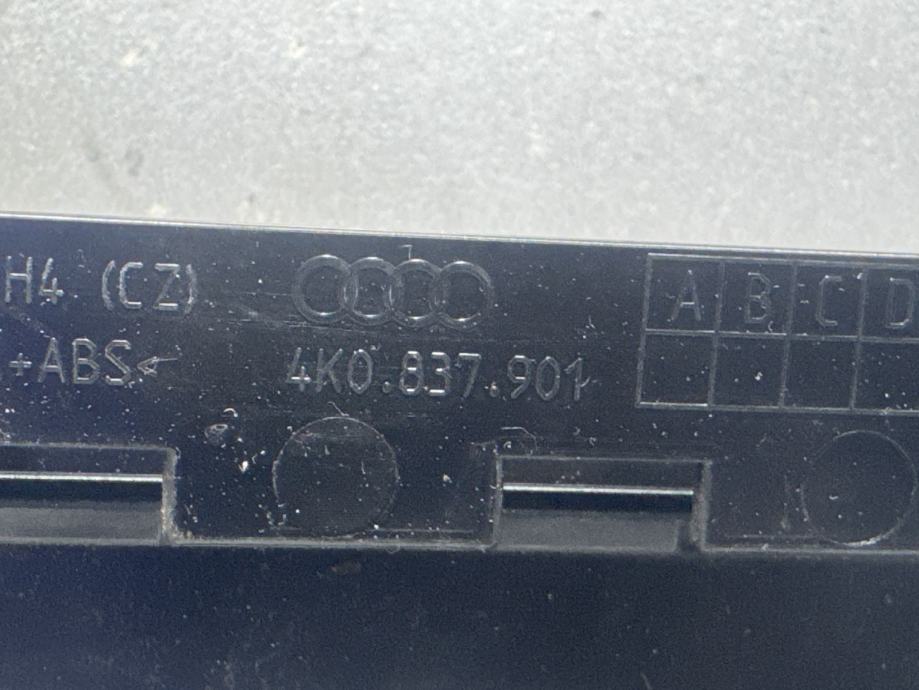 H4 (CZ)
A B C D
+ABS<
4K0.837.901